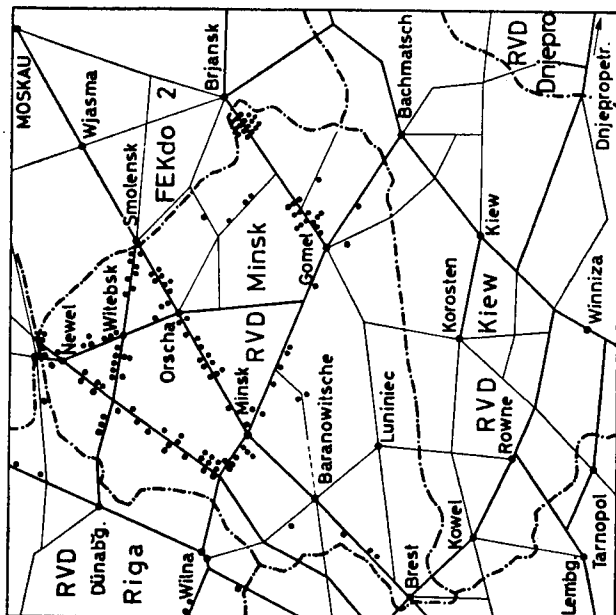 MOSKAU
RVD
Newel
Wjasma
Dünabg.
Witebsk
Riga
Smolensk
Orscha
FEKdo 2
Wilna
Brjansk
Minsk
RVD Minsk
Gomel
Baranowitsche
Luniniec
Brest
Bachmatsch
Korosten
Kowel
RVD Kiew
Kiew
Rowne
RVD
Dnjepro
Lembg.
Winniza
Tarnopol
Dnjepropetr.